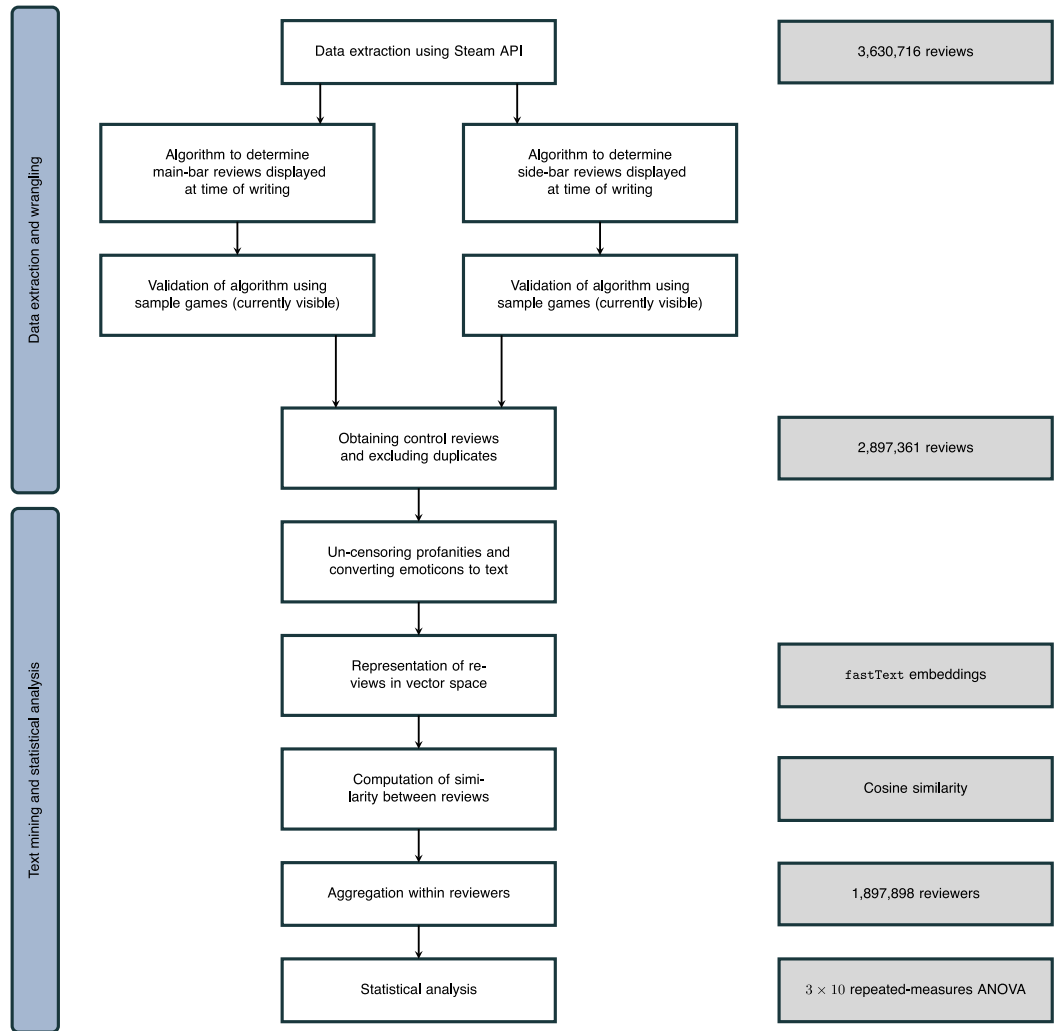 Data extraction and wrangling
Data extraction using Steam API
3,630,716 reviews
Algorithm to determine
main-bar reviews displayed
at time of writing
Algorithm to determine
side-bar reviews displayed
at time of writing
Validation of algorithm using
sample games (currently visible)
Validation of algorithm using
sample games (currently visible)
Obtaining control reviews
and excluding duplicates
2,897,361 reviews
Text mining and statistical analysis
Un-censoring profanities and
converting emoticons to text
Representation of re-
views in vector space
fastText embeddings
Computation of simi-
larity between reviews
Cosine similarity
Aggregation within reviewers
1,897,898 reviewers
Statistical analysis
3 × 10 repeated-measures ANOVA